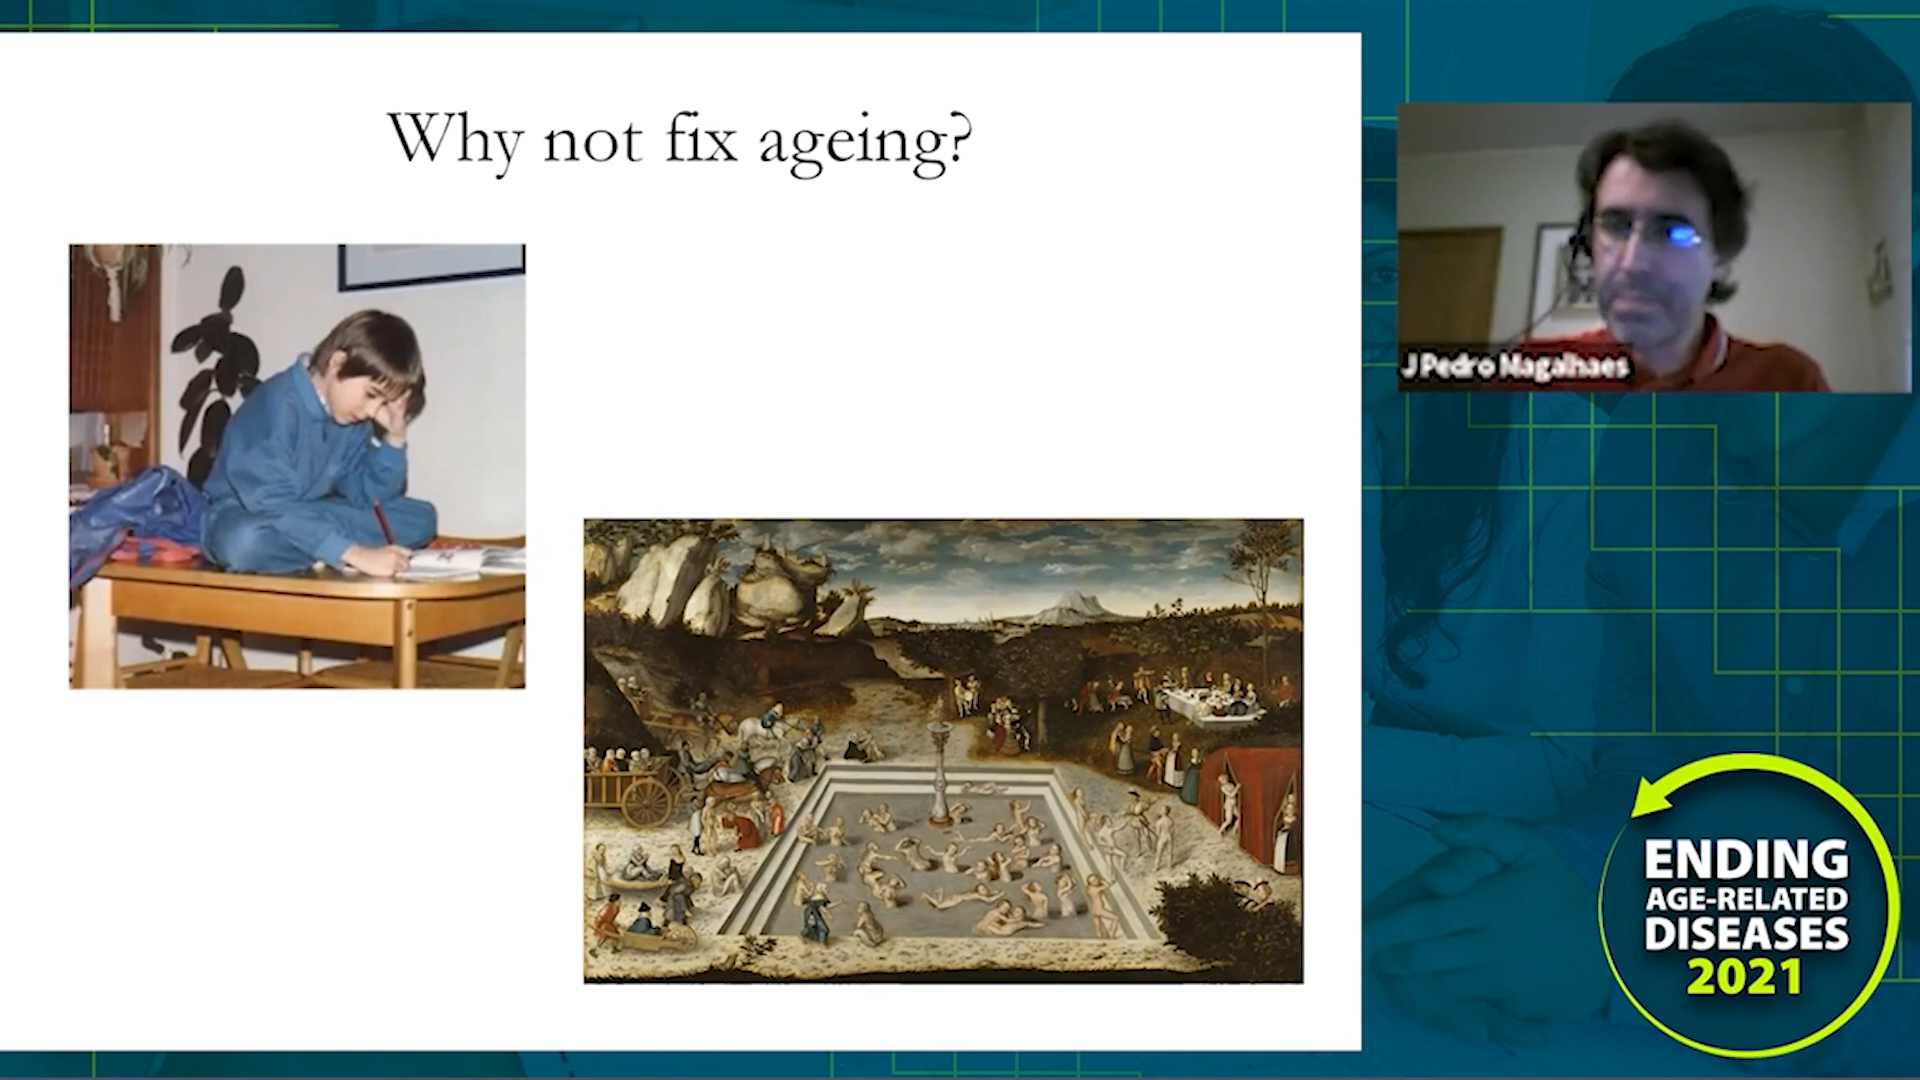 Why not fix ageing?
J Pedro Magalhaes
ENDING
AGE-RELATED
DISEASES
2021